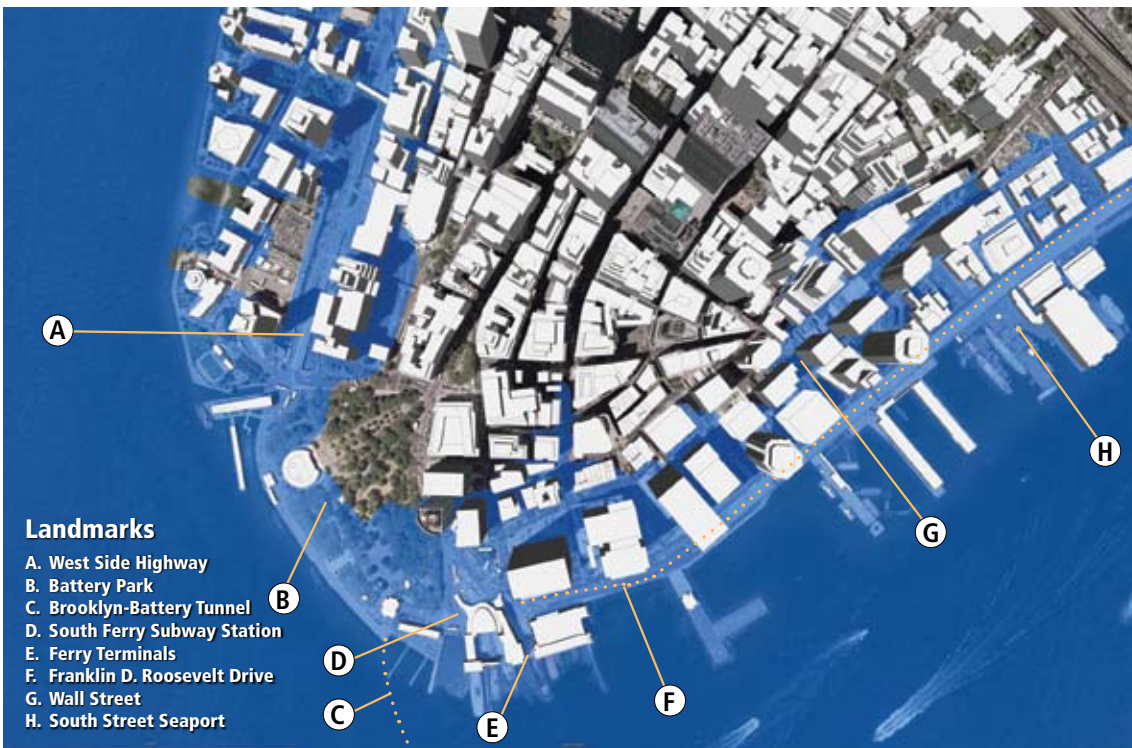 A
H
G
Landmarks
A. West Side Highway
B. Battery Park
C. Brooklyn-Battery Tunnel
D. South Ferry Subway Station
E. Ferry Terminals
F. Franklin D. Roosevelt Drive
G. Wall Street
H. South Street Seaport
B
D
C
E
F